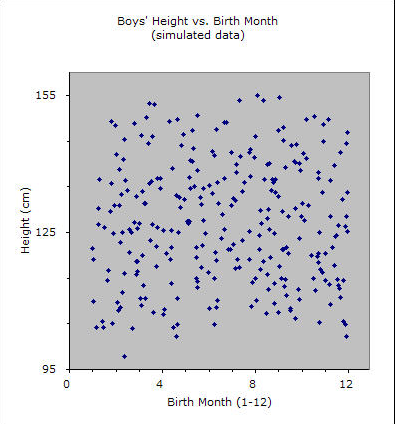 Boys' Height vs. Birth Month
(simulated data)
155
125
95
Height (cm)
0 4 8 12
Birth Month (1-12)